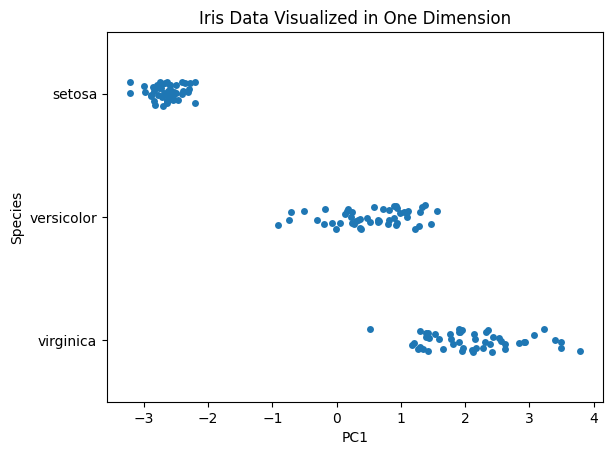 Iris Data Visualized in One Dimension
setosa
versicolor
virginica
Species
−3 −2 −1 0 1 2 3 4
PC1